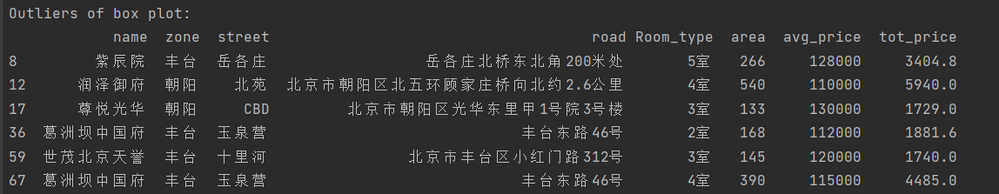 Outliers of box plot:
name zone street road Room_type area avg_price tot_price
8 紫辰院 丰台 岳各庄 岳各庄北桥东北角200米处 5室 266 128000 3404.8
12 润泽御府 朝阳 北苑 北京市朝阳区北五环顾家庄桥向北约2.6公里 4室 540 110000 5940.0
17 尊悦光华 朝阳 CBD 北京市朝阳区光华东里甲1号院3号楼 3室 133 130000 1729.0
36 葛洲坝中国府 丰台 玉泉营 丰台东路46号 2室 168 112000 1881.6
59 世茂北京天誉 丰台 十里河 北京市丰台区小红门路312号 3室 145 120000 1740.0
67 葛洲坝中国府 丰台 玉泉营 丰台东路46号 4室 390 115000 4485.0